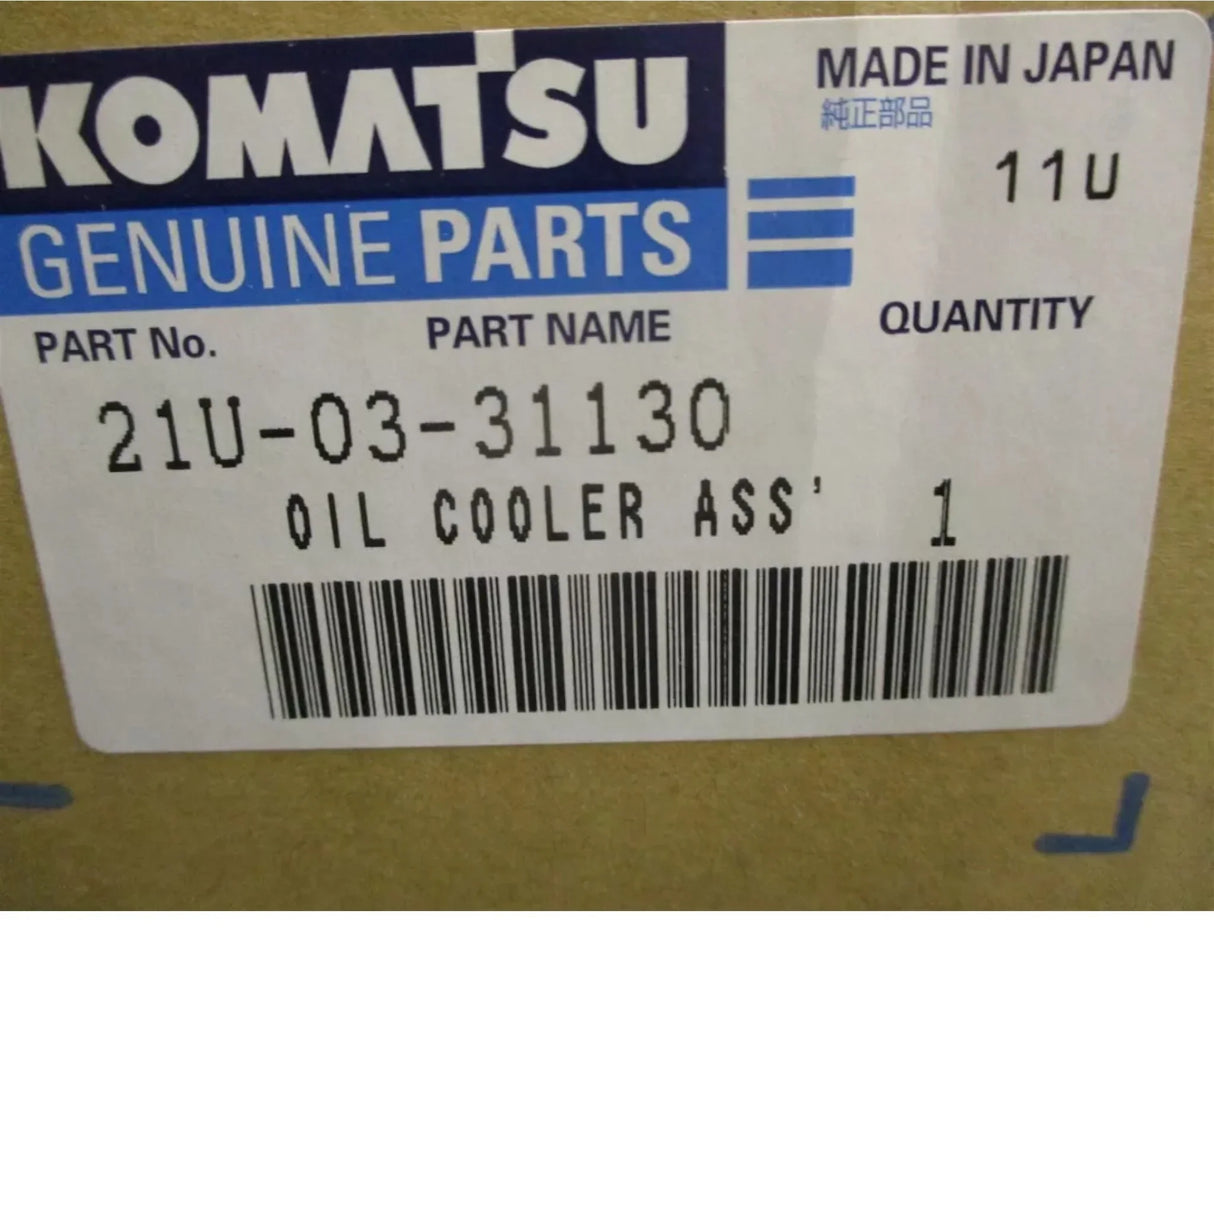 KOMATSU
GENUINE PARTS
MADE IN JAPAN
純正部品
11U
PART No.
PART NAME
QUANTITY
21U-03-31130
OIL COOLER ASS' 1